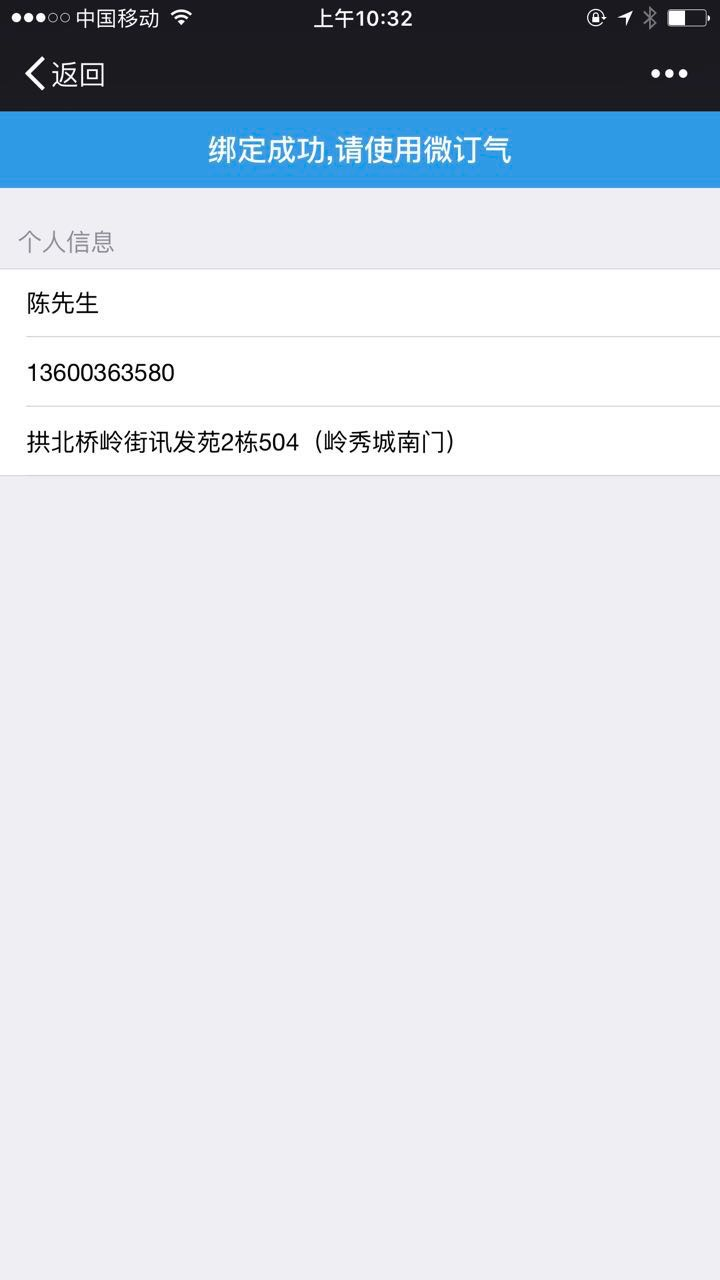 中国移动 上午10:32
返回
绑定成功,请使用微订气
个人信息
陈先生
13600363580
拱北桥岭街讯发苑2栋504（岭秀城南门）